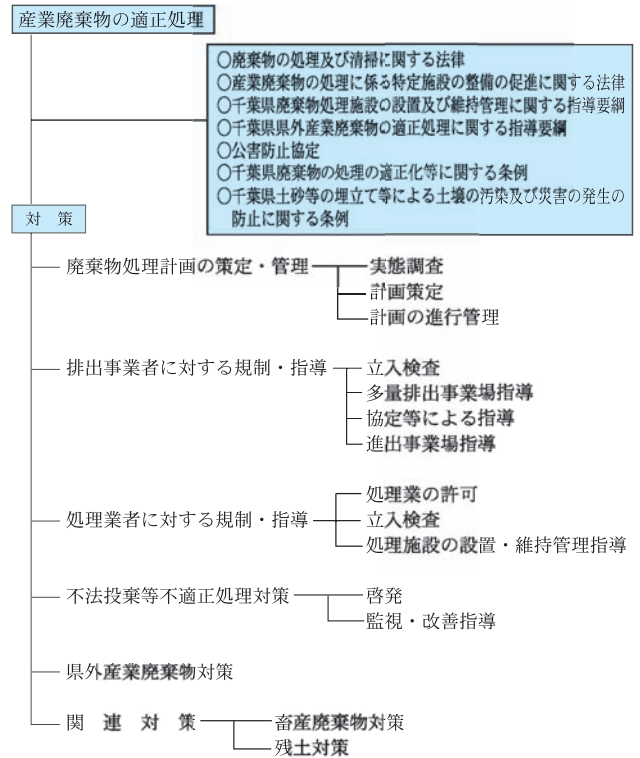 産業廃棄物の適正処理
〇廃棄物の処理及び清掃に関する法律
〇産業廃棄物の処理に係る特定施設の整備の促進に関する法律
〇千葉県廃棄物処理施設の設置及び維持管理に関する指導要綱
〇千葉県県外産業廃棄物の適正処理に関する指導要綱
〇公害防止協定
〇千葉県廃棄物の処理の適正化等に関する条例
〇千葉県土砂等の埋立て等による土壌の汚染及び災害の発生の
防止に関する条例
対 策
廃棄物処理計画の策定・管理
実態調査
計画策定
計画の進行管理
排出事業者に対する規制・指導
立入検査
多量排出事業場指導
協定等による指導
進出事業場指導
処理業者に対する規制・指導
処理業の許可
立入検査
処理施設の設置・維持管理指導
不法投棄等不適正処理対策
啓発
監視・改善指導
県外産業廃棄物対策
関 連 対 策
畜産廃棄物対策
残土対策